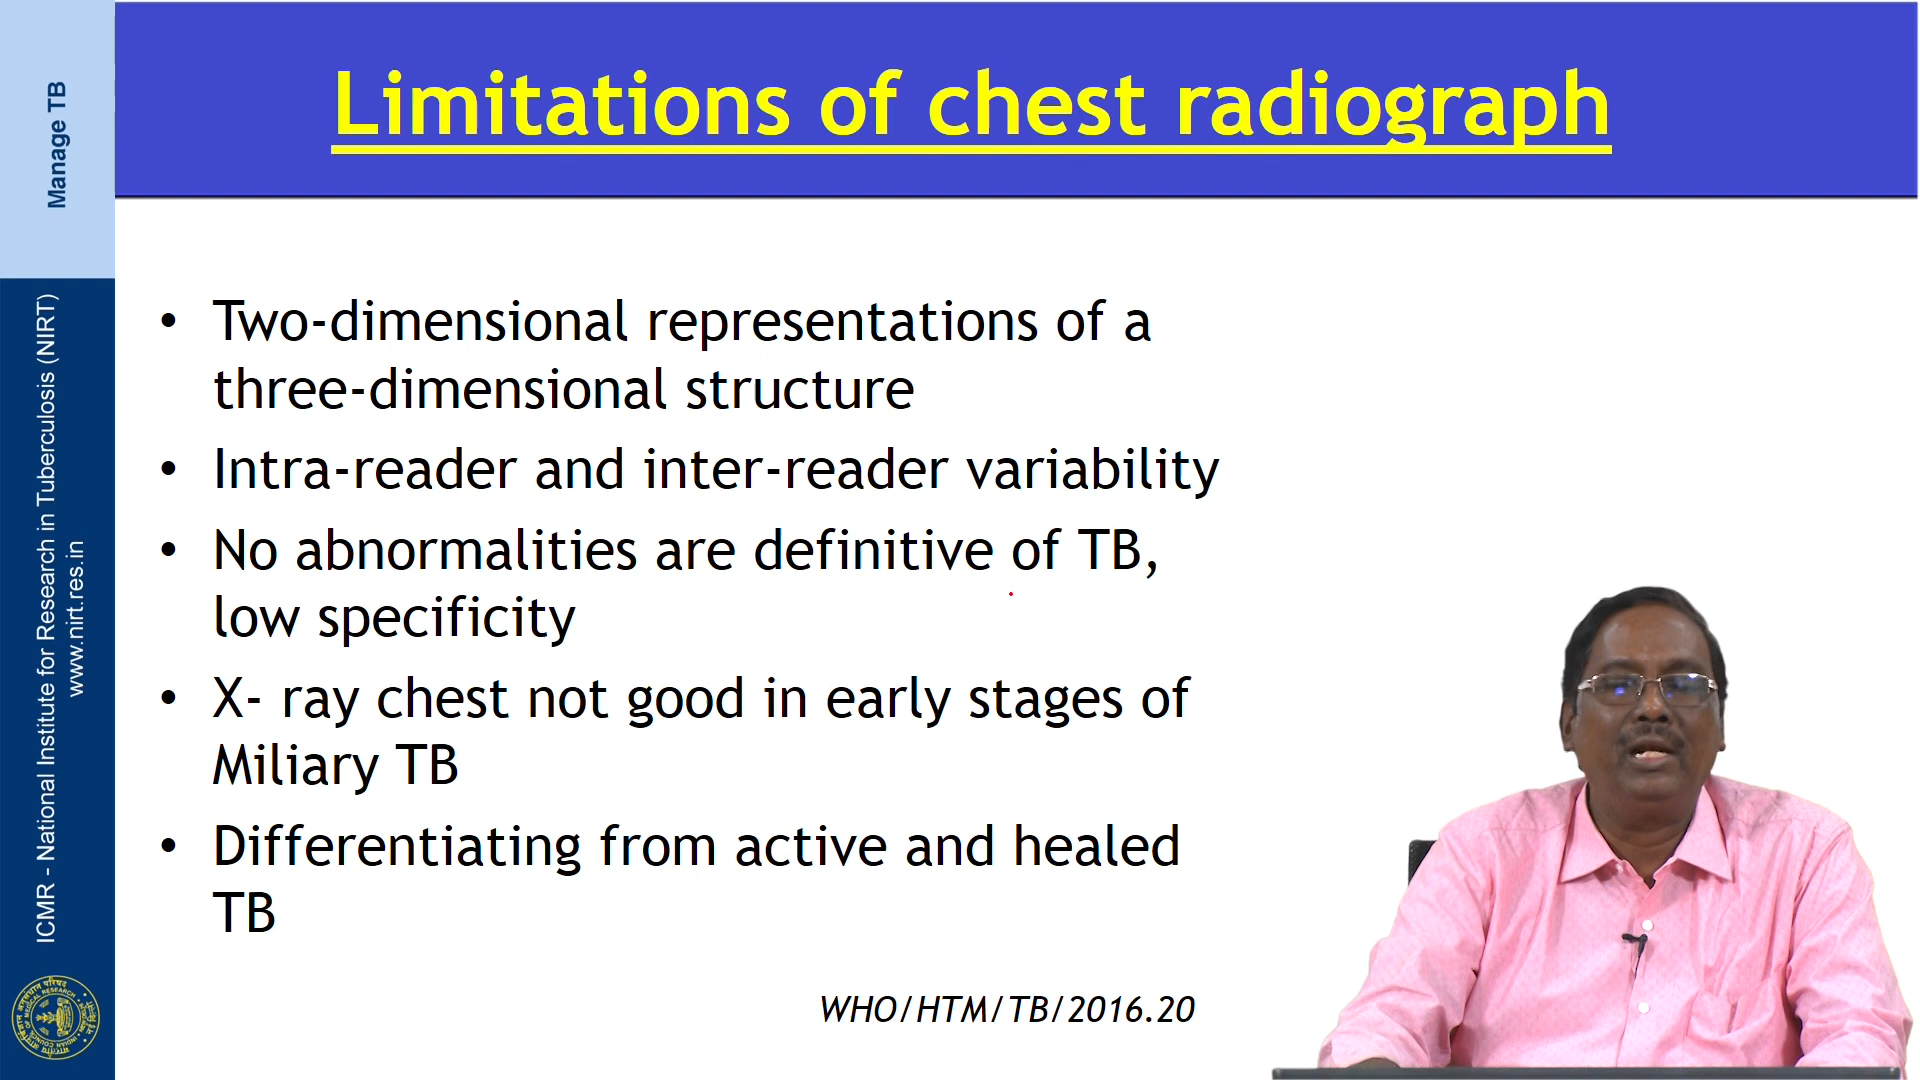 Manage TB
ICMR - National Institute for Research in Tuberculosis (NIRT)
www.nirt.res.in
Limitations of chest radiograph
• Two-dimensional representations of a
three-dimensional structure
• Intra-reader and inter-reader variability
• No abnormalities are definitive of TB,
low specificity
• X- ray chest not good in early stages of
Miliary TB
• Differentiating from active and healed
TB
WHO/HTM/TB/2016.20